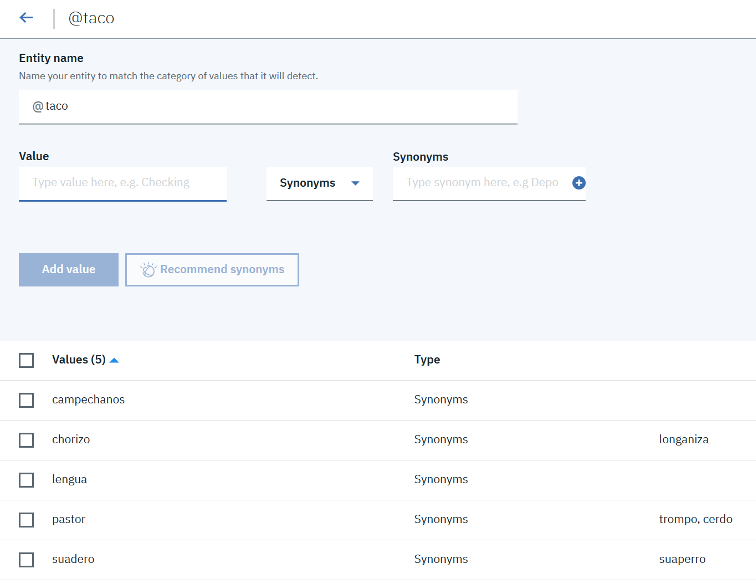 @taco
Entity name
Name your entity to match the category of values that it will detect.
@taco
Value
Synonyms
Type value here, e.g. Checking
Synonyms
Type synonym here, e.g Depo
Add value
Recommend synonyms
Values (5) Type
campechanos Synonyms
chorizo Synonyms longaniza
lengua Synonyms
pastor Synonyms trompo, cerdo
suadero Synonyms suaperro